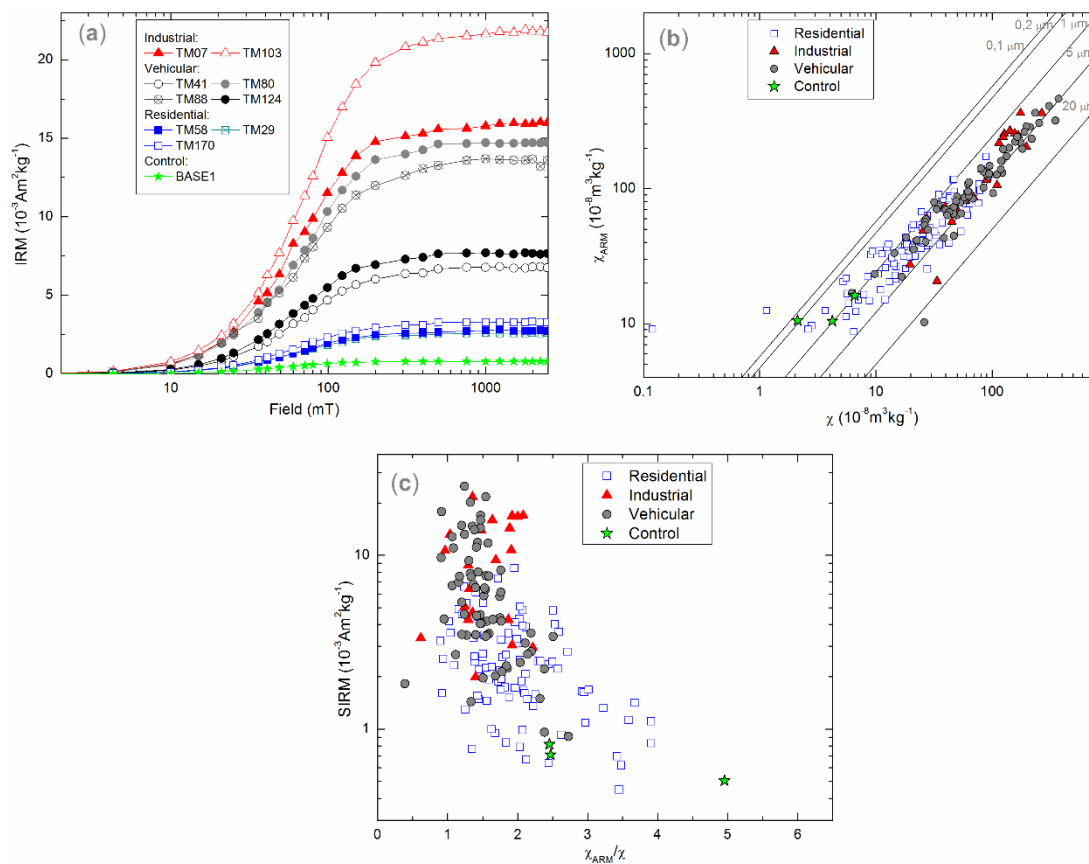 (a)
Industrial:
TM07 TM103
Vehicular:
TM41 TM80
TM88 TM124
Residential:
TM58 TM29
TM170
Control:
BASE1
20
15
10
5
0
IRM (10⁻³Am²kg⁻¹)
10 100 1000
Field (mT)
(b)
Residential
Industrial
Vehicular
Control
0,2 µm 1 µm
0,1 µm 5 µm
20 µm
1000
100
10
χARM (10⁻⁸m³kg⁻¹)
0.1 1 10 100
χ (10⁻⁸m³kg⁻¹)
(c)
Residential
Industrial
Vehicular
Control
10
1
SIRM (10⁻³Am²kg⁻¹)
0 1 2 3 4 5 6
χARM/χ